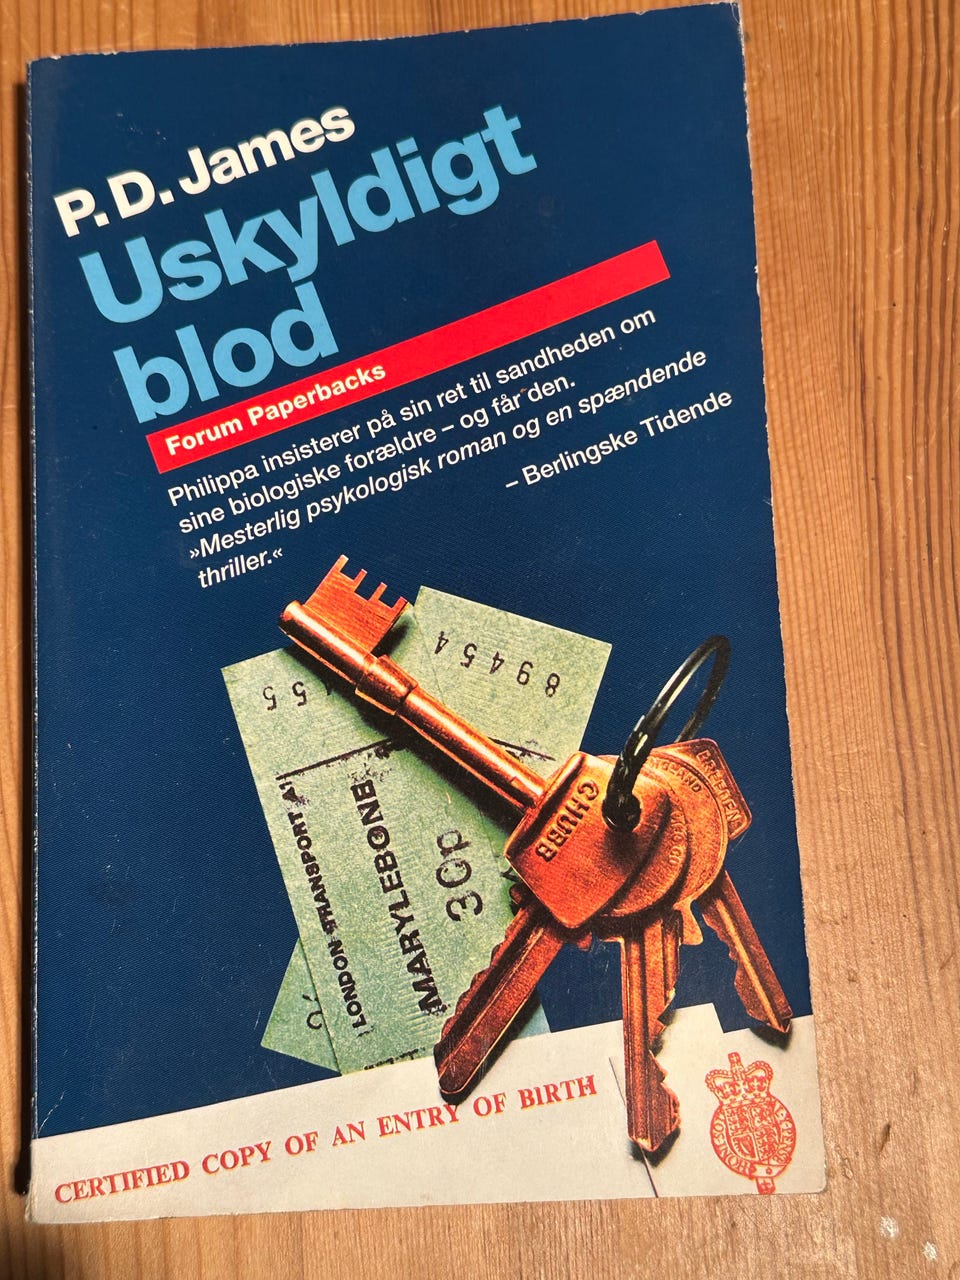 P.D. James
Uskyldigt
blod
Forum Paperbacks
Philippa insisterer på sin ret til sandheden om
sine biologiske forældre – og får den.
»Mesterlig psykologisk roman og en spændende
thriller.«
– Berlingske Tidende
89454
55
LONDON TRANSPORT
MARYLEBONE
30p
CHUBB
CERTIFIED COPY OF AN ENTRY OF BIRTH